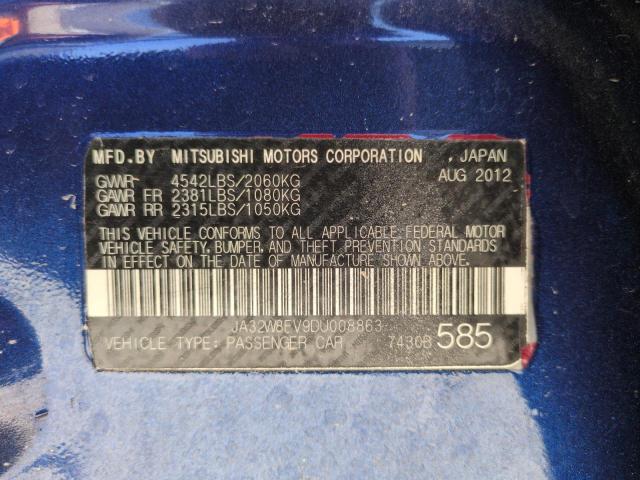 MFD.BY MITSUBISHI MOTORS CORPORATION , JAPAN
GVWR 4542LBS/2060KG AUG 2012
GAWR FR 2381LBS/1080KG
GAWR RR 2315LBS/1050KG
THIS VEHICLE CONFORMS TO ALL APPLICABLE FEDERAL MOTOR
VEHICLE SAFETY, BUMPER, AND THEFT PREVENTION STANDARDS
IN EFFECT ON THE DATE OF MANUFACTURE SHOWN ABOVE.
JA32W8FV9DU008863
VEHICLE TYPE: PASSENGER CAR 7430B 585